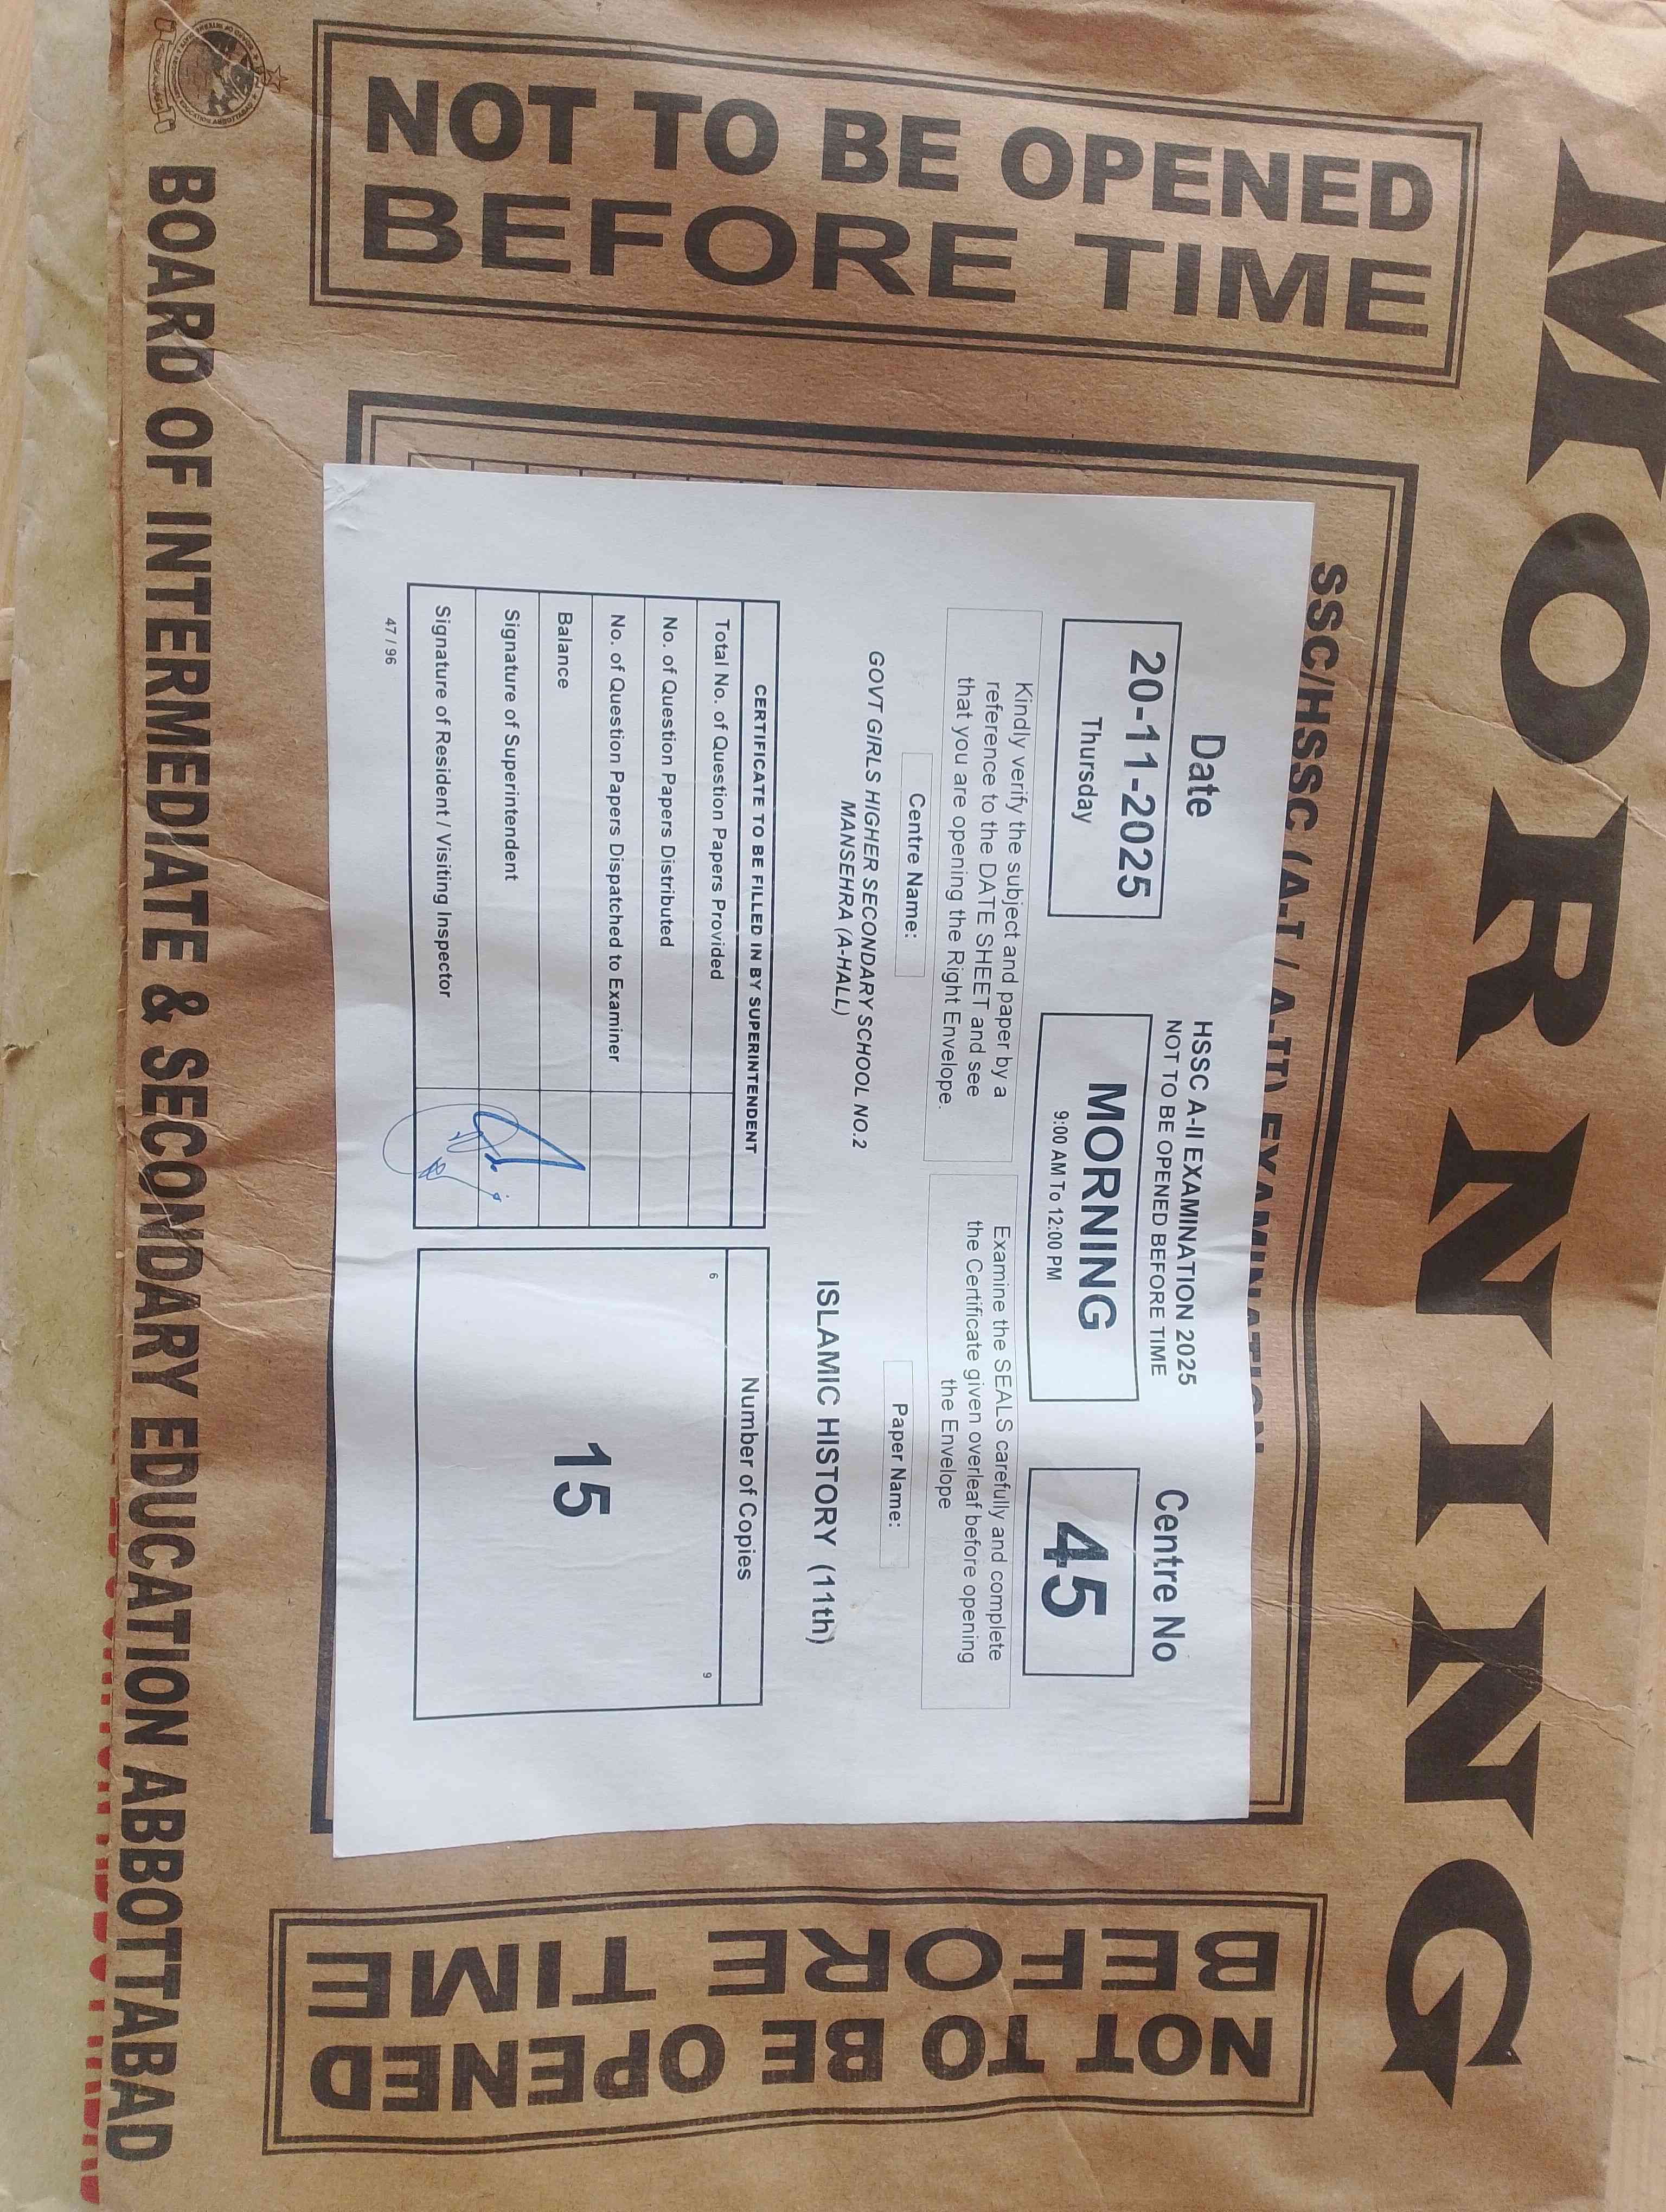 MORNING
NOT TO BE OPENED
BEFORE TIME
SSC/HSSC (A-I / A-II) EXAMINATION
Date
20-11-2025
Thursday
HSSC A-II EXAMINATION 2025
NOT TO BE OPENED BEFORE TIME
MORNING
9:00 AM To 12:00 PM
Centre No
45
Kindly verify the subject and paper by a
reference to the DATE SHEET and see
that you are opening the Right Envelope.
Examine the SEALS carefully and complete
the Certificate given overleaf before opening
the Envelope
Centre Name:
GOVT GIRLS HIGHER SECONDARY SCHOOL NO.2
MANSEHRA (A-HALL)
Paper Name:
ISLAMIC HISTORY (11th)
CERTIFICATE TO BE FILLED IN BY SUPERINTENDENT
Total No. of Question Papers Provided
No. of Question Papers Distributed
No. of Question Papers Dispatched to Examiner
Balance
Signature of Superintendent
Signature of Resident / Visiting Inspector
Number of Copies
6
9
15
47 / 96
NOT TO BE OPENED
BEFORE TIME
BOARD OF INTERMEDIATE & SECONDARY EDUCATION ABBOTTABAD